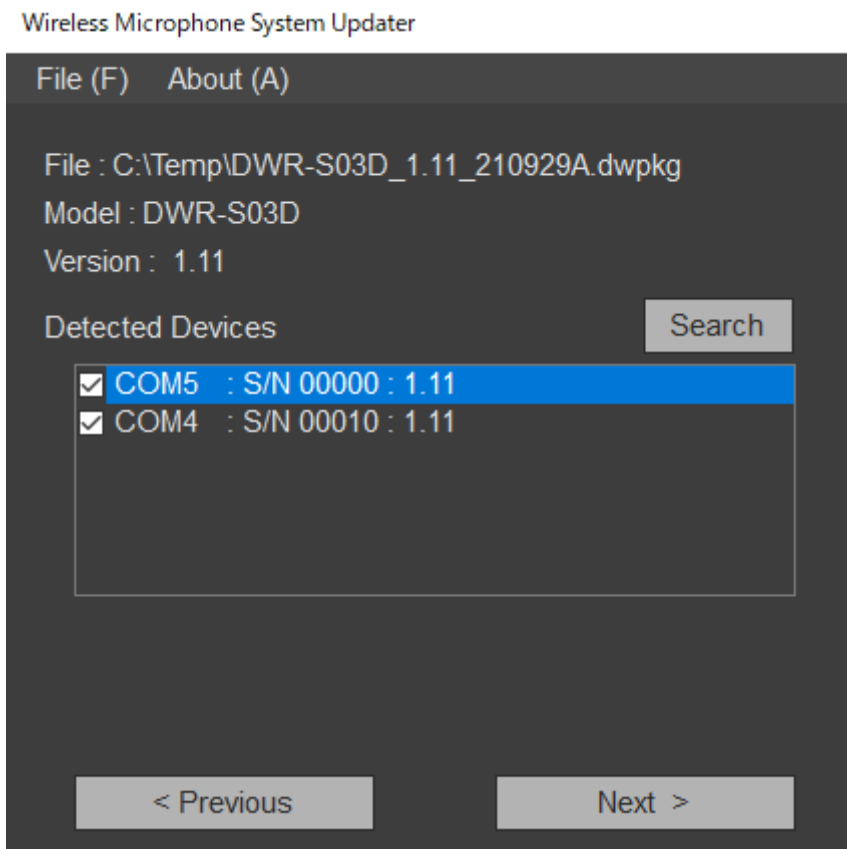 Wireless Microphone System Updater
File (F) About (A)
File : C:\Temp\DWR-S03D_1.11_210929A.dwpkg
Model : DWR-S03D
Version : 1.11
Detected Devices Search
COM5 : S/N 00000 : 1.11
COM4 : S/N 00010 : 1.11
< Previous Next >